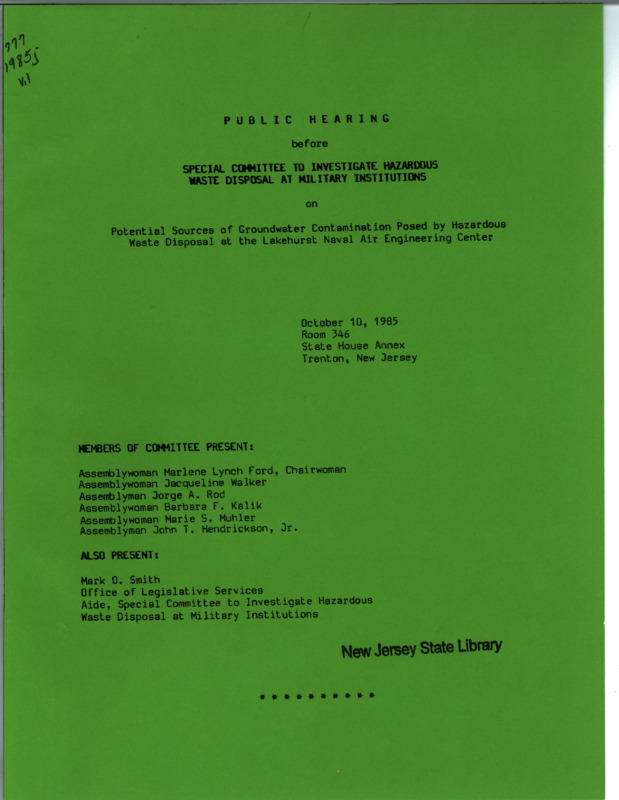 777
1985j
v.1
PUBLIC HEARING
before
SPECIAL COMMITTEE TO INVESTIGATE HAZARDOUS
WASTE DISPOSAL AT MILITARY INSTITUTIONS
on
Potential Sources of Groundwater Contamination Posed by Hazardous
Waste Disposal at the Lakehurst Naval Air Engineering Center
October 10, 1985
Room 346
State House Annex
Trenton, New Jersey
MEMBERS OF COMMITTEE PRESENT:
Assemblywoman Marlene Lynch Ford, Chairwoman
Assemblywoman Jacqueline Walker
Assemblyman Jorge A. Rod
Assemblywoman Barbara F. Kalik
Assemblywoman Marie S. Muhler
Assemblyman John T. Hendrickson, Jr.
ALSO PRESENT:
Mark O. Smith
Office of Legislative Services
Aide, Special Committee to Investigate Hazardous
Waste Disposal at Military Institutions
New Jersey State Library
* * * * * * * * * *